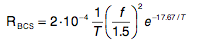 R_BCS = 2·10⁻⁴ 1/T (f/1.5)² e^(-17.67/T)